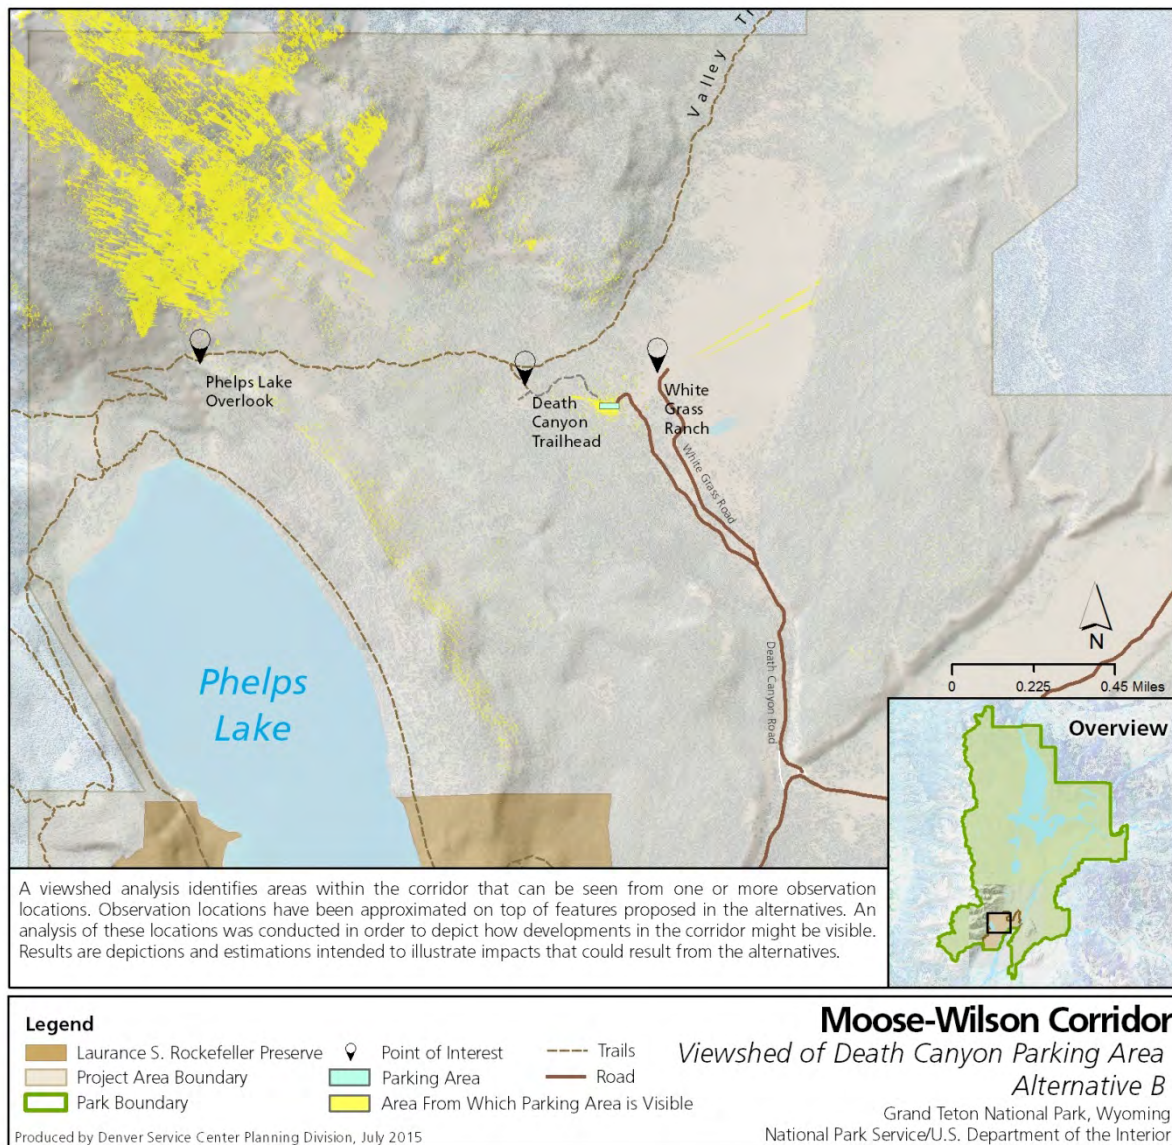 Valley Tr
Phelps Lake
Overlook
Death
Canyon
Trailhead
White
Grass
Ranch
White Grass Road
Death Canyon Road
Phelps
Lake
N
0 0.225 0.45 Miles
Overview
A viewshed analysis identifies areas within the corridor that can be seen from one or more observation
locations. Observation locations have been approximated on top of features proposed in the alternatives. An
analysis of these locations was conducted in order to depict how developments in the corridor might be visible.
Results are depictions and estimations intended to illustrate impacts that could result from the alternatives.
Legend
Laurance S. Rockefeller Preserve
Project Area Boundary
Park Boundary
Point of Interest
Parking Area
Area From Which Parking Area is Visible
Trails
Road
Produced by Denver Service Center Planning Division, July 2015
Moose-Wilson Corridor
Viewshed of Death Canyon Parking Area
Alternative B
Grand Teton National Park, Wyoming
National Park Service/U.S. Department of the Interior